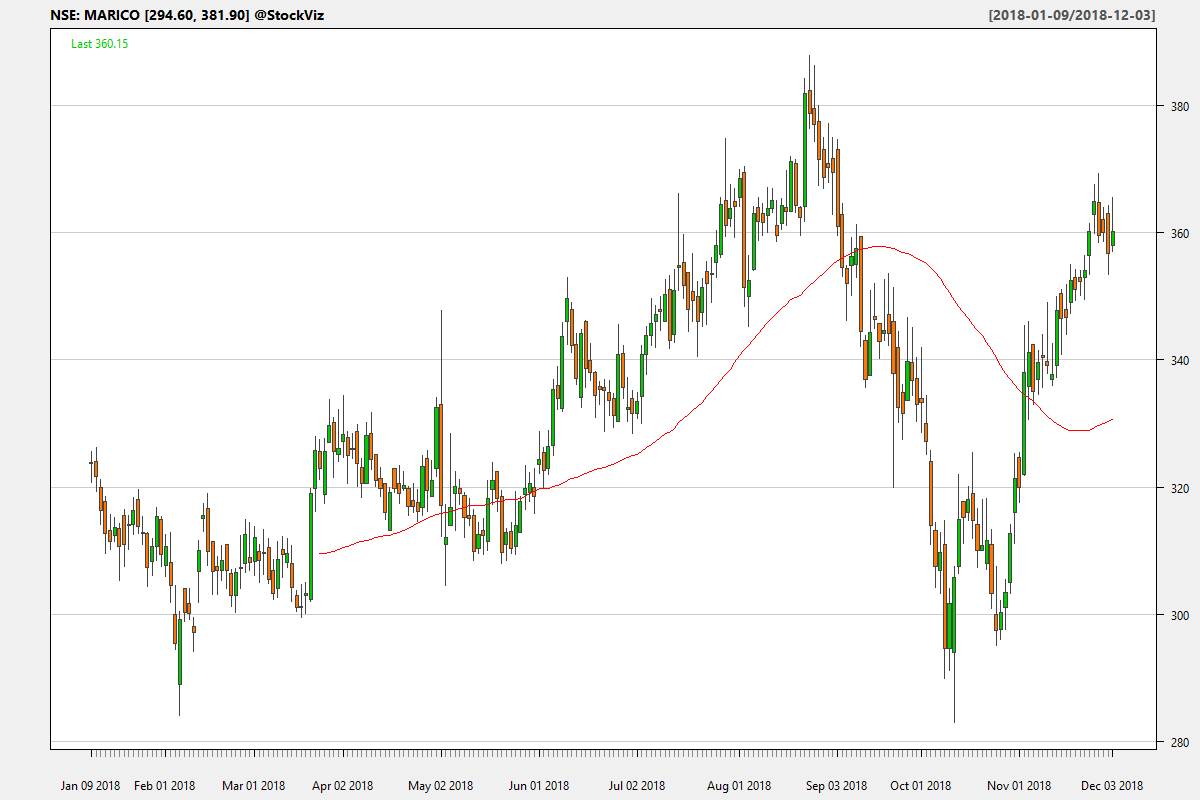 NSE: MARICO [294.60, 381.90] @StockViz [2018-01-09/2018-12-03]
Last 360.15
380
360
340
320
300
280
Jan 09 2018 Feb 01 2018 Mar 01 2018 Apr 02 2018 May 02 2018 Jun 01 2018 Jul 02 2018 Aug 01 2018 Sep 03 2018 Oct 01 2018 Nov 01 2018 Dec 03 2018